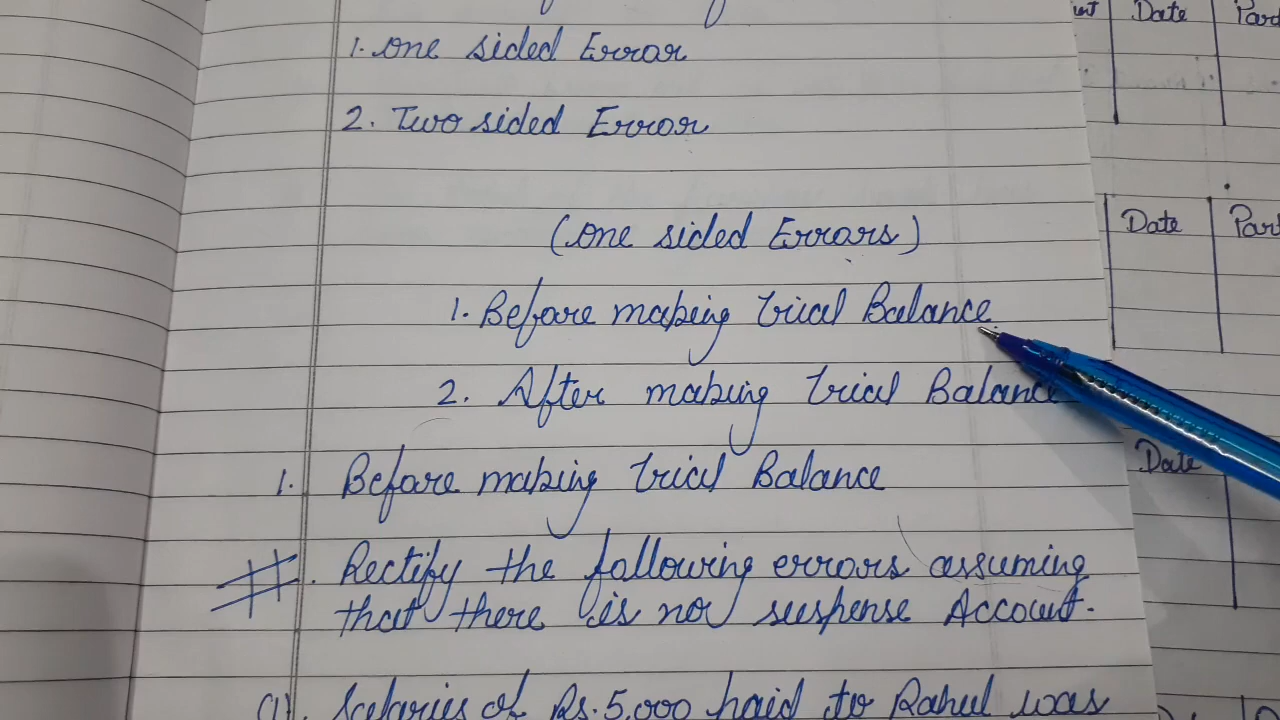 1. One sided Error
2. Two sided Error
(One sided Errors)
1. Before making trial Balance
2. After making trial Balance
1. Before making trial Balance
#. Rectify the following errors assuming
that there is no suspense Account.
(1). Salaries of Rs. 5,000 paid to Rahul was
Date
Date
Date